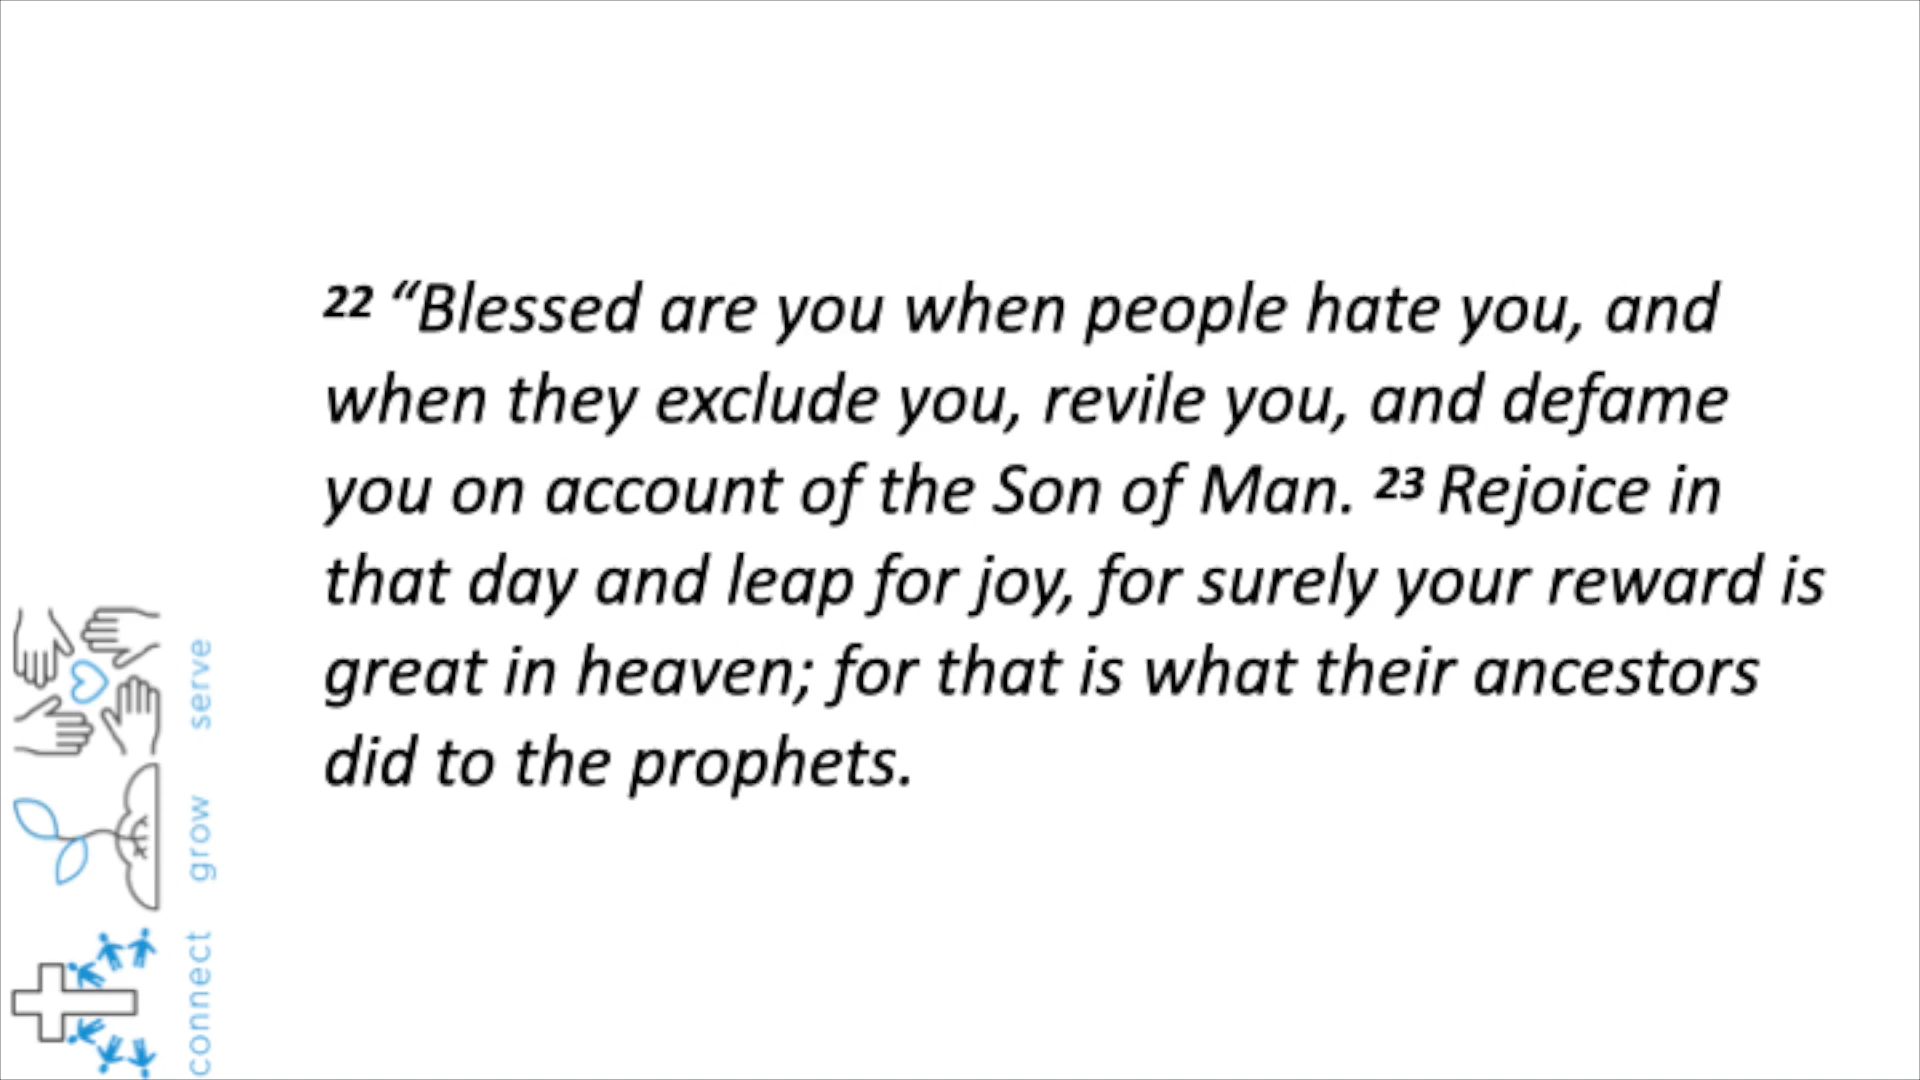 22 “Blessed are you when people hate you, and
when they exclude you, revile you, and defame
you on account of the Son of Man. 23 Rejoice in
that day and leap for joy, for surely your reward is
great in heaven; for that is what their ancestors
did to the prophets.
connect grow serve